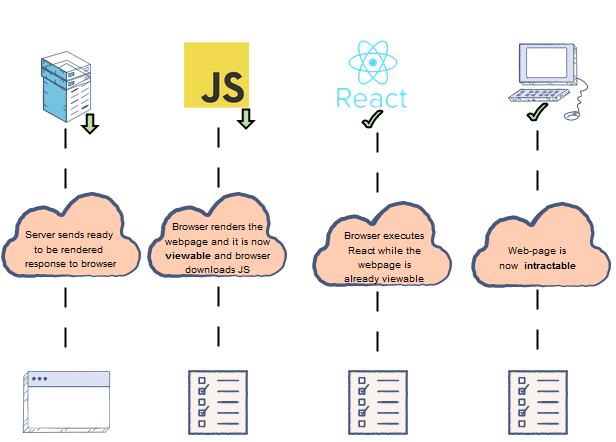 JS
React
Server sends ready
to be rendered
response to browser
Browser renders the
webpage and it is now
viewable and browser
downloads JS
Browser executes
React while the
webpage is
already viewable
Web-page is
now intractable